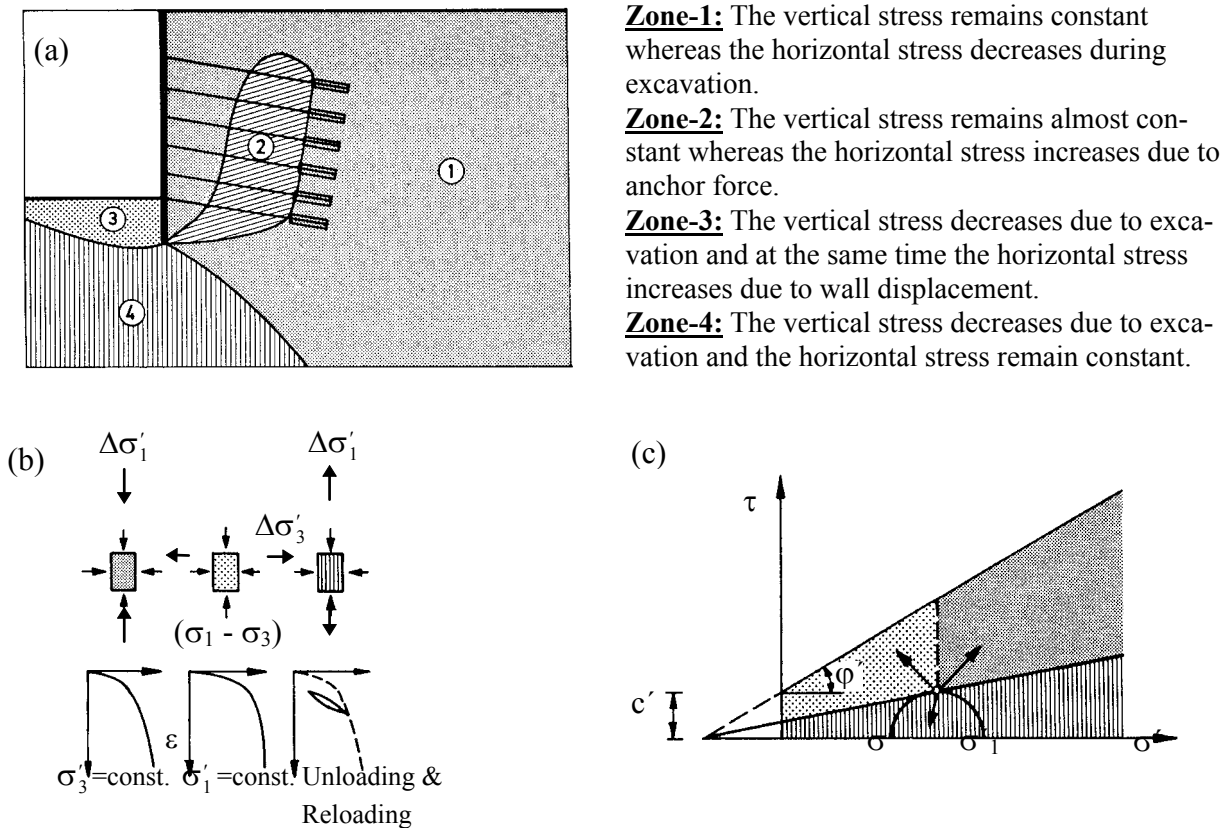 (a)
1
2
3
4
Zone-1: The vertical stress remains constant
whereas the horizontal stress decreases during
excavation.
Zone-2: The vertical stress remains almost con-
stant whereas the horizontal stress increases due to
anchor force.
Zone-3: The vertical stress decreases due to exca-
vation and at the same time the horizontal stress
increases due to wall displacement.
Zone-4: The vertical stress decreases due to exca-
vation and the horizontal stress remain constant.
(b)
Δσ′₁ Δσ′₁
Δσ′₃
(σ₁ - σ₃)
ε
σ′₃ =const. σ′₁ =const. Unloading &
Reloading
(c)
τ
φ
c′
σ σ₁ σ′